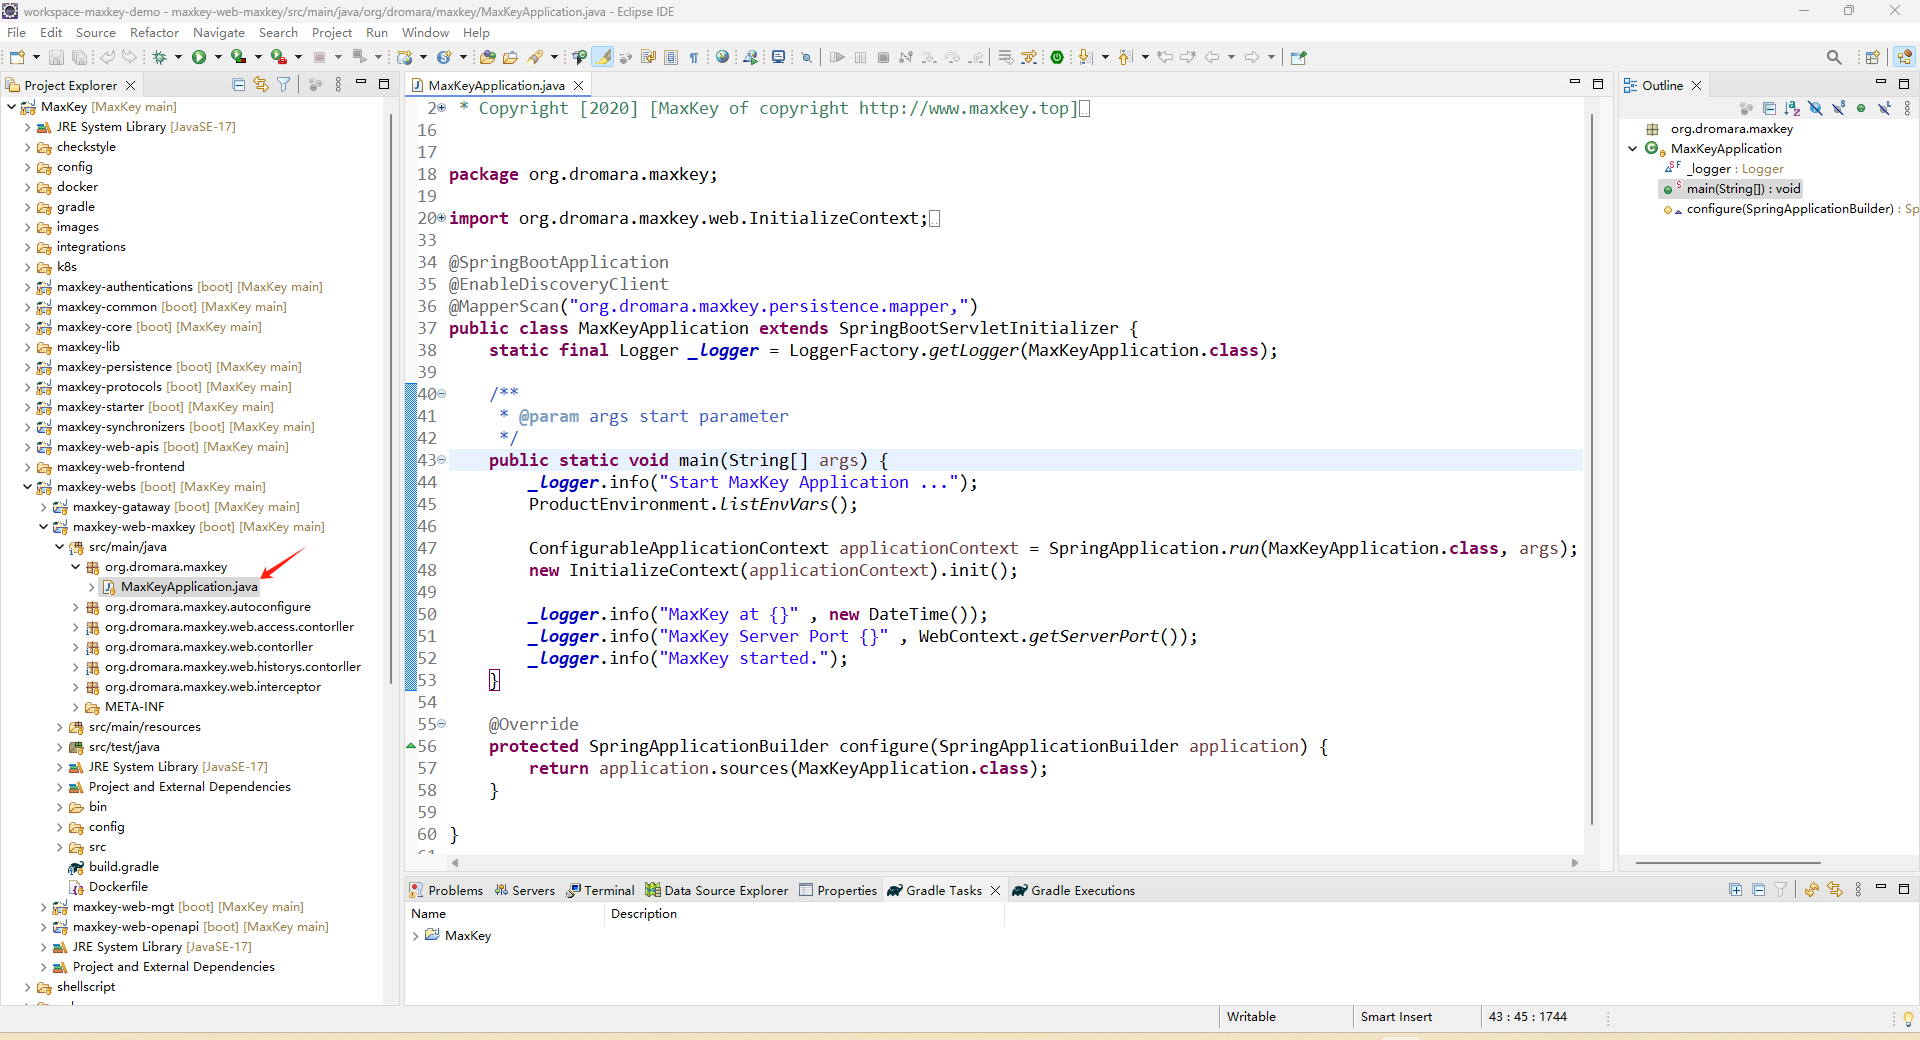 workspace-maxkey-demo - maxkey-web-maxkey/src/main/java/org/dromara/maxkey/MaxKeyApplication.java - Eclipse IDE
File Edit Source Refactor Navigate Search Project Run Window Help
Project Explorer
MaxKey [MaxKey main]
JRE System Library [JavaSE-17]
checkstyle
config
docker
gradle
images
integrations
k8s
maxkey-authentications [boot] [MaxKey main]
maxkey-common [boot] [MaxKey main]
maxkey-core [boot] [MaxKey main]
maxkey-lib
maxkey-persistence [boot] [MaxKey main]
maxkey-protocols [boot] [MaxKey main]
maxkey-starter [boot] [MaxKey main]
maxkey-synchronizers [boot] [MaxKey main]
maxkey-web-apis [boot] [MaxKey main]
maxkey-web-frontend
maxkey-webs [boot] [MaxKey main]
maxkey-gataway [boot] [MaxKey main]
maxkey-web-maxkey [boot] [MaxKey main]
src/main/java
org.dromara.maxkey
MaxKeyApplication.java
org.dromara.maxkey.autoconfigure
org.dromara.maxkey.web.access.contorller
org.dromara.maxkey.web.contorller
org.dromara.maxkey.web.historys.contorller
org.dromara.maxkey.web.interceptor
META-INF
src/main/resources
src/test/java
JRE System Library [JavaSE-17]
Project and External Dependencies
bin
config
src
build.gradle
Dockerfile
maxkey-web-mgt [boot] [MaxKey main]
maxkey-web-openapi [boot] [MaxKey main]
JRE System Library [JavaSE-17]
Project and External Dependencies
shellscript
MaxKeyApplication.java
2 * Copyright [2020] [MaxKey of copyright http://www.maxkey.top]
16
17
18 package org.dromara.maxkey;
19
20 import org.dromara.maxkey.web.InitializeContext;
33
34 @SpringBootApplication
35 @EnableDiscoveryClient
36 @MapperScan("org.dromara.maxkey.persistence.mapper,")
37 public class MaxKeyApplication extends SpringBootServletInitializer {
38 static final Logger _logger = LoggerFactory.getLogger(MaxKeyApplication.class);
39
40 /**
41 * @param args start parameter
42 */
43 public static void main(String[] args) {
44 _logger.info("Start MaxKey Application ...");
45 ProductEnvironment.listEnvVars();
46
47 ConfigurableApplicationContext applicationContext = SpringApplication.run(MaxKeyApplication.class, args);
48 new InitializeContext(applicationContext).init();
49
50 _logger.info("MaxKey at {}" , new DateTime());
51 _logger.info("MaxKey Server Port {}" , WebContext.getServerPort());
52 _logger.info("MaxKey started.");
53 }
54
55 @Override
56 protected SpringApplicationBuilder configure(SpringApplicationBuilder application) {
57 return application.sources(MaxKeyApplication.class);
58 }
59
60 }
61
Outline
org.dromara.maxkey
MaxKeyApplication
_logger : Logger
main(String[]) : void
configure(SpringApplicationBuilder) : Sp
Problems Servers Terminal Data Source Explorer Properties Gradle Tasks Gradle Executions
Name Description
MaxKey
Writable Smart Insert 43 : 45 : 1744